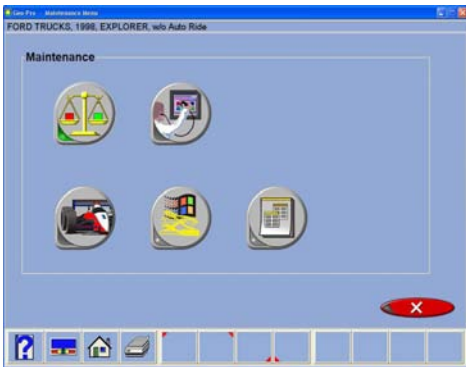 Geo Pro - Maintenance Menu
FORD TRUCKS, 1998, EXPLORER, w/o Auto Ride
Maintenance